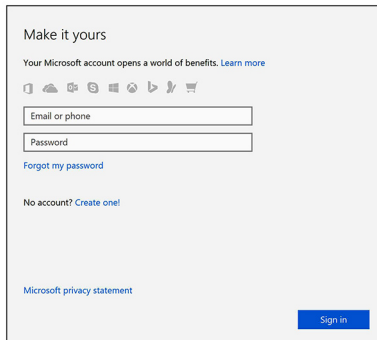 Make it yours
Your Microsoft account opens a world of benefits. Learn more
Email or phone
Password
Forgot my password
No account? Create one!
Microsoft privacy statement
Sign in